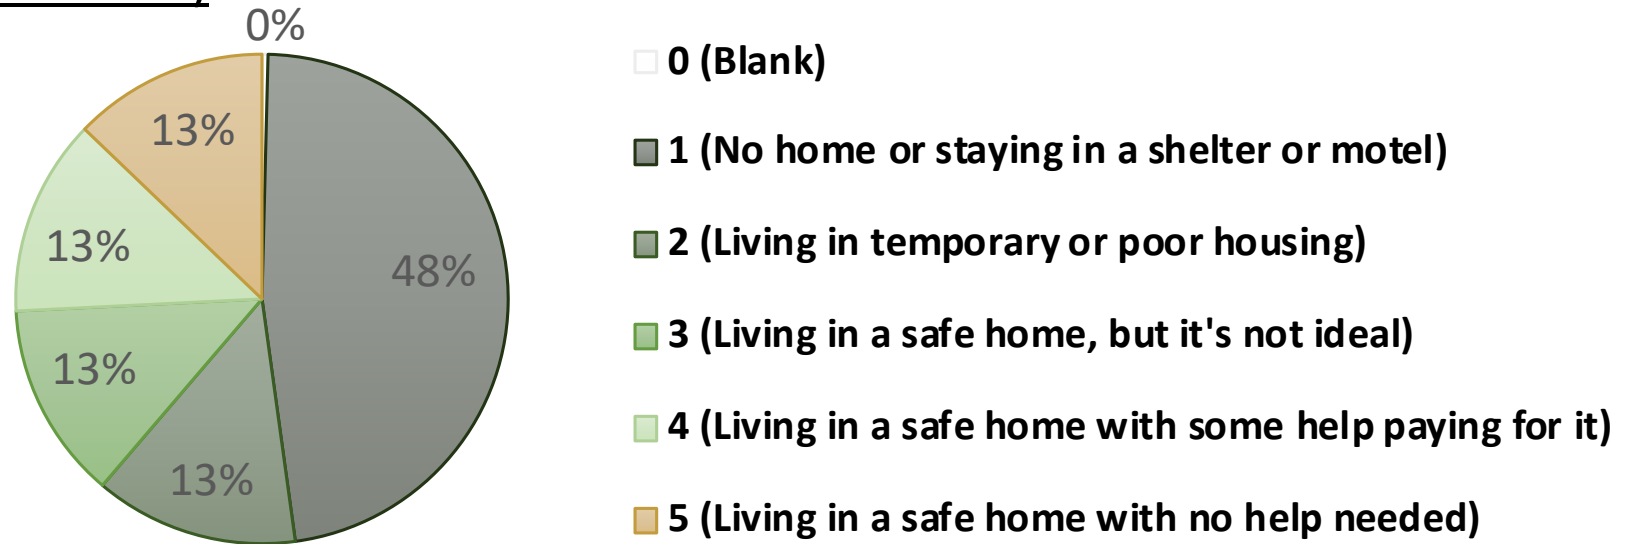 0%
0 (Blank)
13%
1 (No home or staying in a shelter or motel)
13%
2 (Living in temporary or poor housing)
48%
3 (Living in a safe home, but it's not ideal)
13%
4 (Living in a safe home with some help paying for it)
13%
5 (Living in a safe home with no help needed)